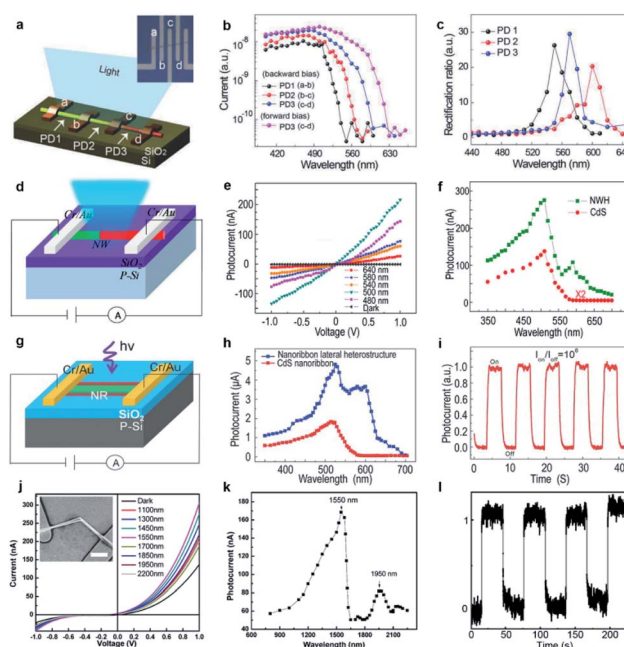 a
c
a
b
d
Light
a
b
c
d
PD1
PD2
PD3
SiO2
Si
b
Current (a.u.)
10-8
10-9
10-10
(backward bias)
PD1 (a-b)
PD2 (b-c)
PD3 (c-d)
(forward bias)
PD3 (c-d)
420 490 560 630
Wavelength (nm)
c
Rectification ratio (a.u.)
40
30
20
10
0
PD 1
PD 2
PD 3
440 480 520 560 600 640
Wavelength (nm)
d
Cr/Au
Cr/Au
NW
SiO2
P-Si
A
e
Photocurrent (nA)
200
100
0
-100
640 nm
580 nm
540 nm
500 nm
480 nm
Dark
-1.0 -0.5 0.0 0.5 1.0
Voltage (V)
f
Photocurrent (nA)
300
200
100
0
NWH
CdS
X2
350 450 550 650
Wavelength (nm)
g
hv
Cr/Au
Cr/Au
NR
SiO2
P-Si
A
h
Photocurrent (μA)
5
4
3
2
1
0
Nanoribbon lateral heterostructure
CdS nanoribbon
400 500 600 700
Wavelength (nm)
i
Photocurrent (a.u.)
1.0
0.8
0.6
0.4
0.2
0.0
On
Off
Ion/Ioff=106
0 10 20 30 40
Time (S)
j
Current (nA)
300
250
200
150
100
50
0
-50
Dark
1100nm
1300nm
1450nm
1550nm
1700nm
1850nm
1950nm
2200nm
-1.0 -0.8 -0.6 -0.4 -0.2 0.0 0.2 0.4 0.6 0.8 1.0
Voltage (V)
k
Photocurrent (nA)
200
160
120
80
40
1550 nm
1950 nm
800 1200 1600 2000
Wavelength (nm)
l
1
0
0 50 100 150 200
Time (s)